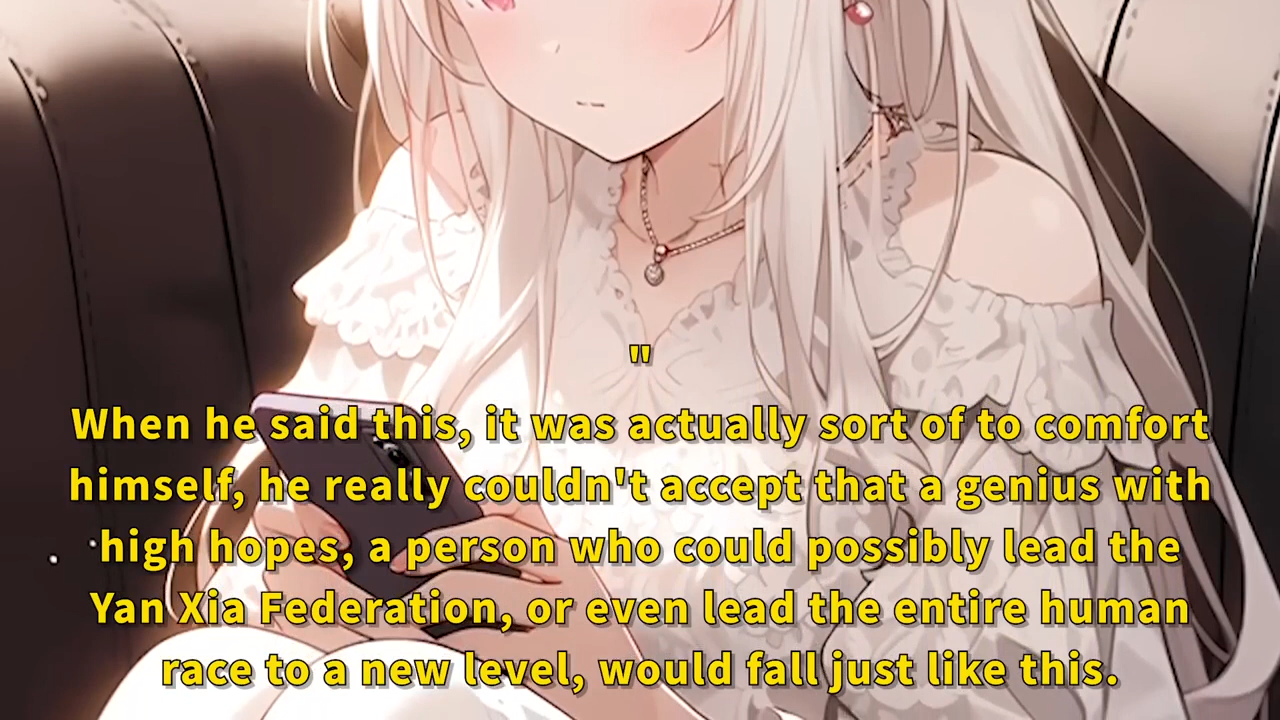 "
When he said this, it was actually sort of to comfort
himself, he really couldn't accept that a genius with
high hopes, a person who could possibly lead the
Yan Xia Federation, or even lead the entire human
race to a new level, would fall just like this.